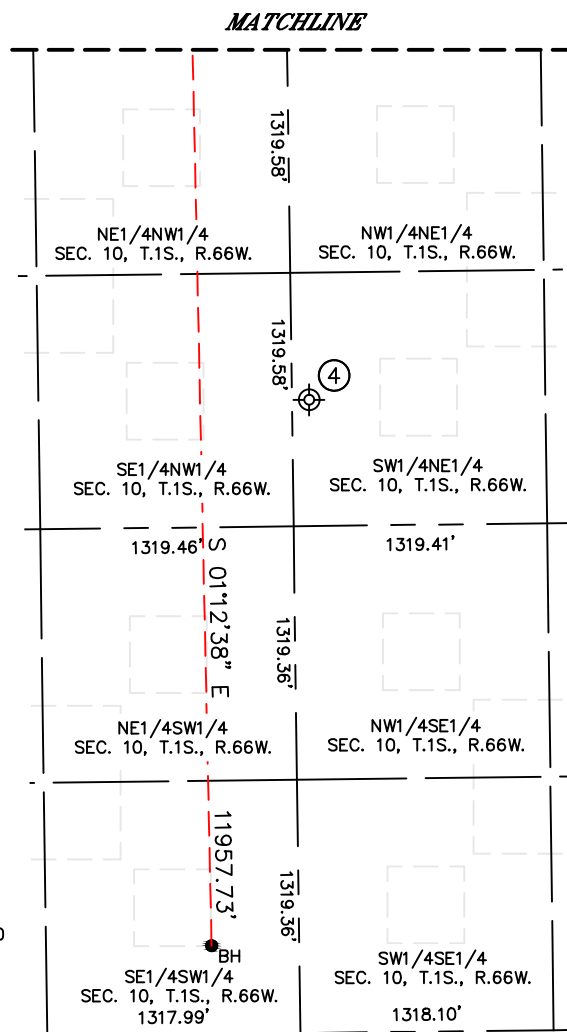 MATCHLINE
1319.58'
NE1/4NW1/4
SEC. 10, T.1S., R.66W.
NW1/4NE1/4
SEC. 10, T.1S., R.66W.
1319.58'
4
SE1/4NW1/4
SEC. 10, T.1S., R.66W.
SW1/4NE1/4
SEC. 10, T.1S., R.66W.
1319.46'
1319.41'
S 01°12'38" E
1319.36'
NE1/4SW1/4
SEC. 10, T.1S., R.66W.
NW1/4SE1/4
SEC. 10, T.1S., R.66W.
11957.73'
1319.36'
BH
SE1/4SW1/4
SEC. 10, T.1S., R.66W.
1317.99'
SW1/4SE1/4
SEC. 10, T.1S., R.66W.
1318.10'